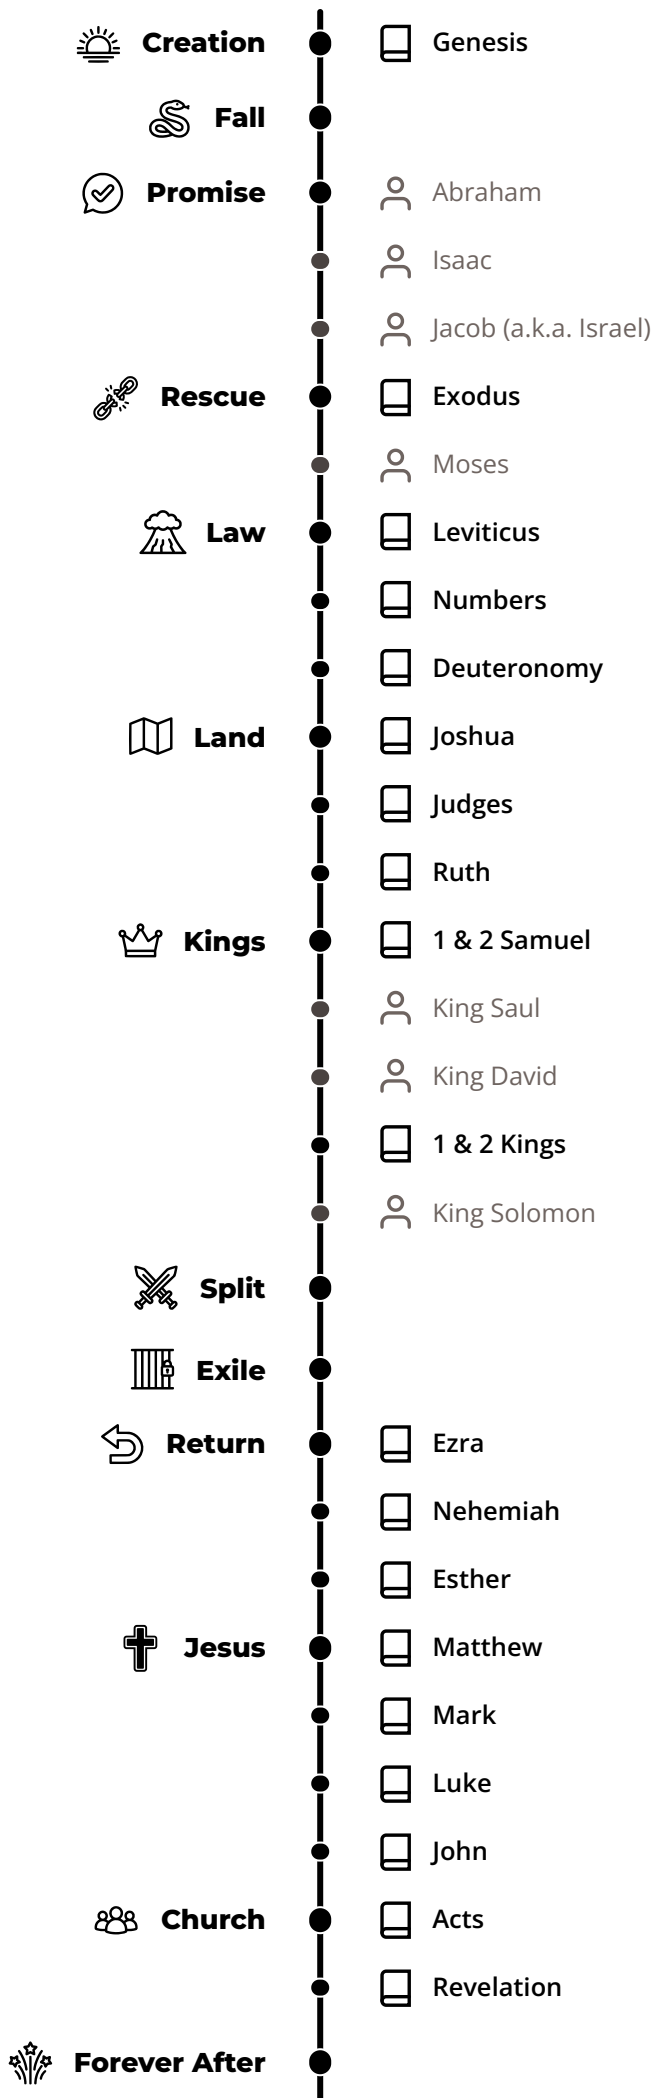 Creation Genesis
Fall
Promise Abraham
Isaac
Jacob (a.k.a. Israel)
Rescue Exodus
Moses
Law Leviticus
Numbers
Deuteronomy
Land Joshua
Judges
Ruth
Kings 1 & 2 Samuel
King Saul
King David
1 & 2 Kings
King Solomon
Split
Exile
Return Ezra
Nehemiah
Esther
Jesus Matthew
Mark
Luke
John
Church Acts
Revelation
Forever After